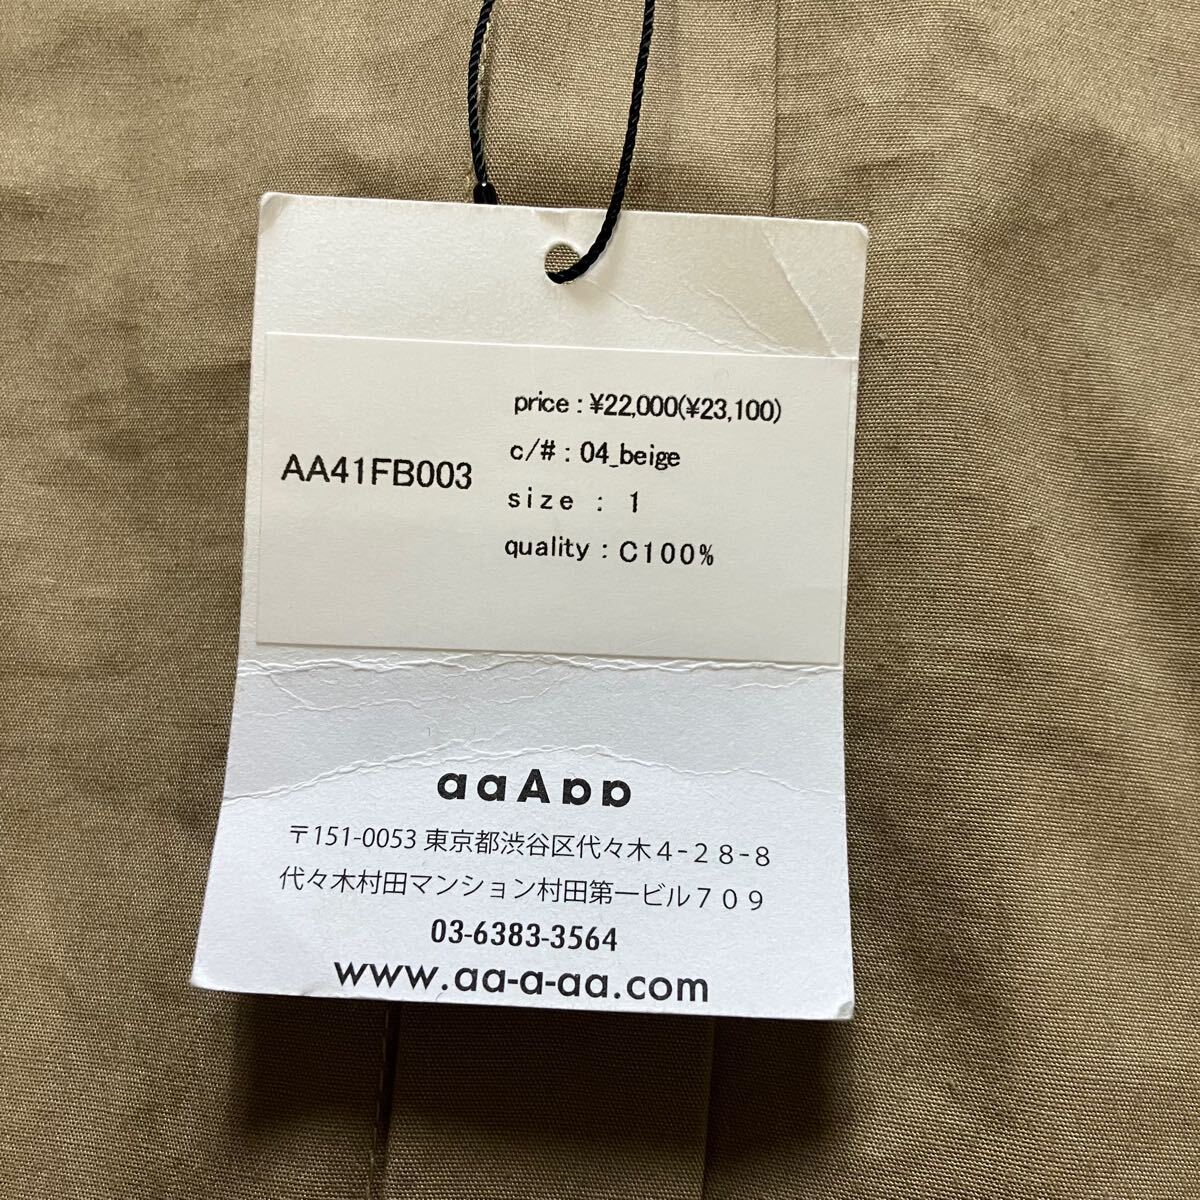 AA41FB003
price : ¥22,000(¥23,100)
c/# : 04_beige
size : 1
quality : C100%
aaAɒɒ
〒151-0053 東京都渋谷区代々木４-２８-８
代々木村田マンション村田第一ビル７０９
03-6383-3564
www.aa-a-aa.com